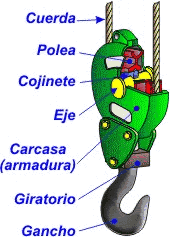 Cuerda
Polea
Cojinete
Eje
Carcasa
(armadura)
Giratorio
Gancho